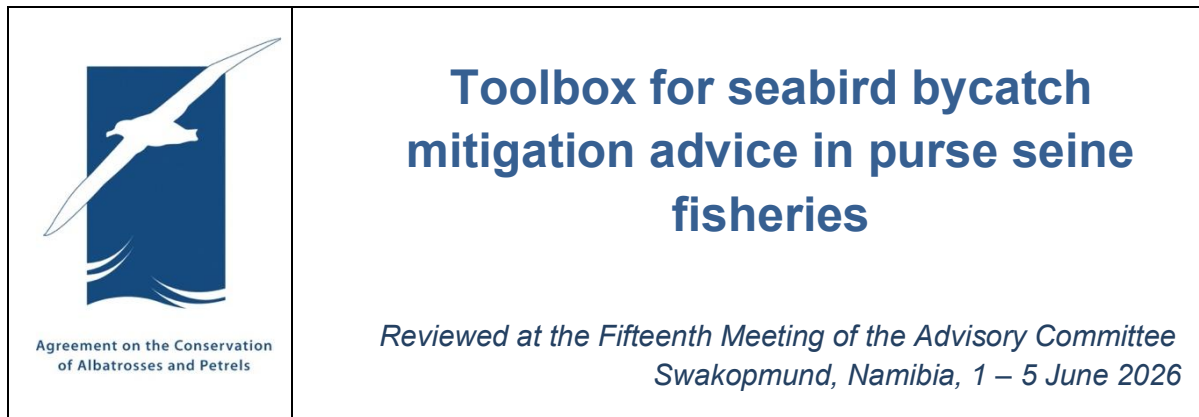 Agreement on the Conservation
of Albatrosses and Petrels
Toolbox for seabird bycatch
mitigation advice in purse seine
fisheries
Reviewed at the Fifteenth Meeting of the Advisory Committee
Swakopmund, Namibia, 1 – 5 June 2026